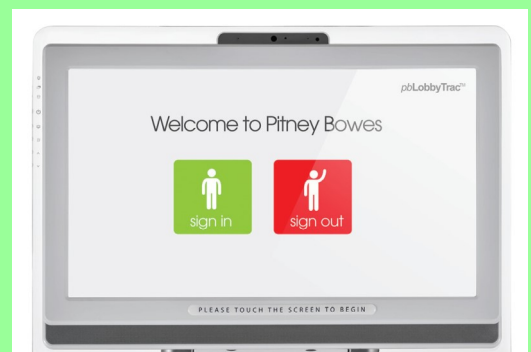 pbLobbyTrac™
Welcome to Pitney Bowes
sign in
sign out
PLEASE TOUCH THE SCREEN TO BEGIN